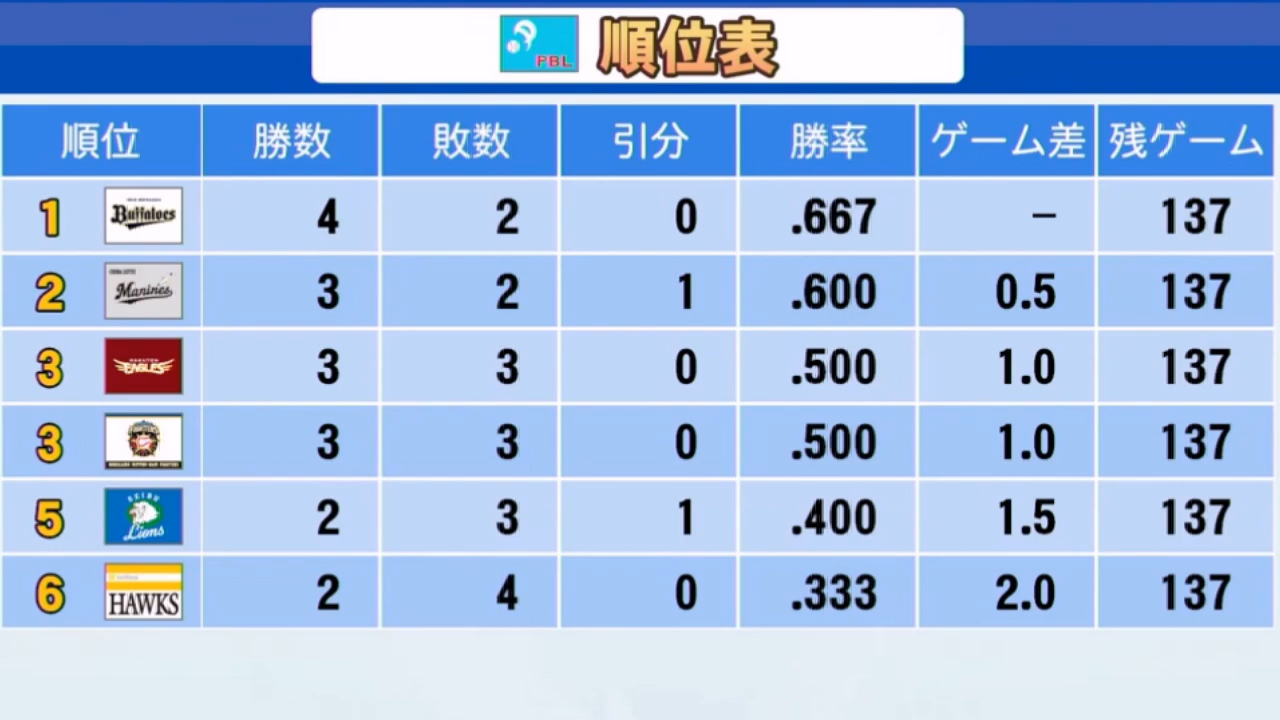 PBL 順位表
順位 勝数 敗数 引分 勝率 ゲーム差 残ゲーム
1 Buffaloes 4 2 0 .667 － 137
2 Marines 3 2 1 .600 0.5 137
3 EAGLES 3 3 0 .500 1.0 137
3 3 3 0 .500 1.0 137
5 SEIBU Lions 2 3 1 .400 1.5 137
6 HAWKS 2 4 0 .333 2.0 137